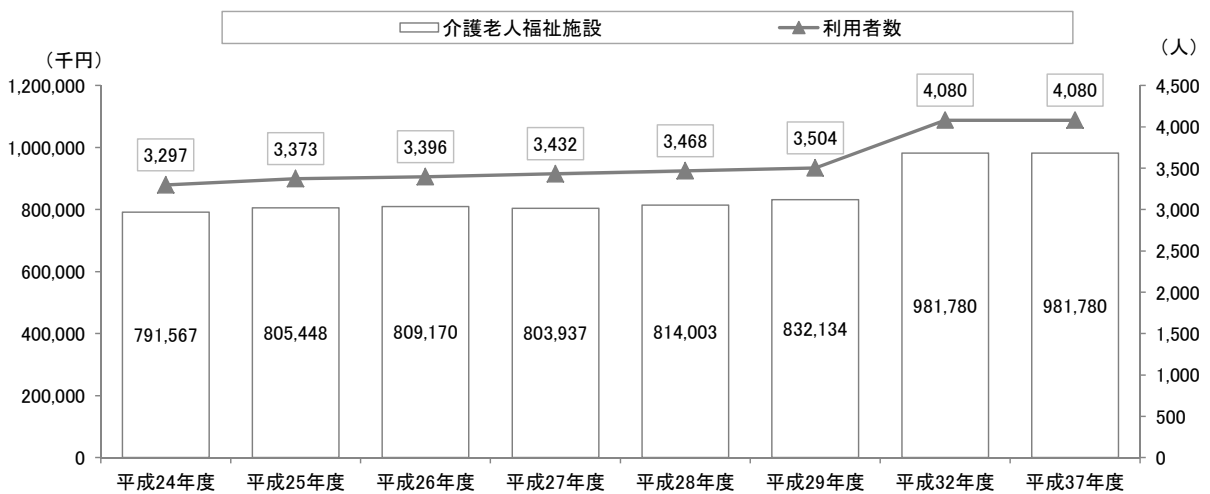 介護老人福祉施設 利用者数
（千円） （人）
1,200,000 4,500
4,080 4,080
4,000
1,000,000 3,297 3,373 3,396 3,432 3,468 3,504
3,500
800,000 3,000
2,500
600,000
2,000
791,567 805,448 809,170 803,937 814,003 832,134 981,780 981,780
400,000 1,500
1,000
200,000
500
0 0
平成24年度 平成25年度 平成26年度 平成27年度 平成28年度 平成29年度 平成32年度 平成37年度